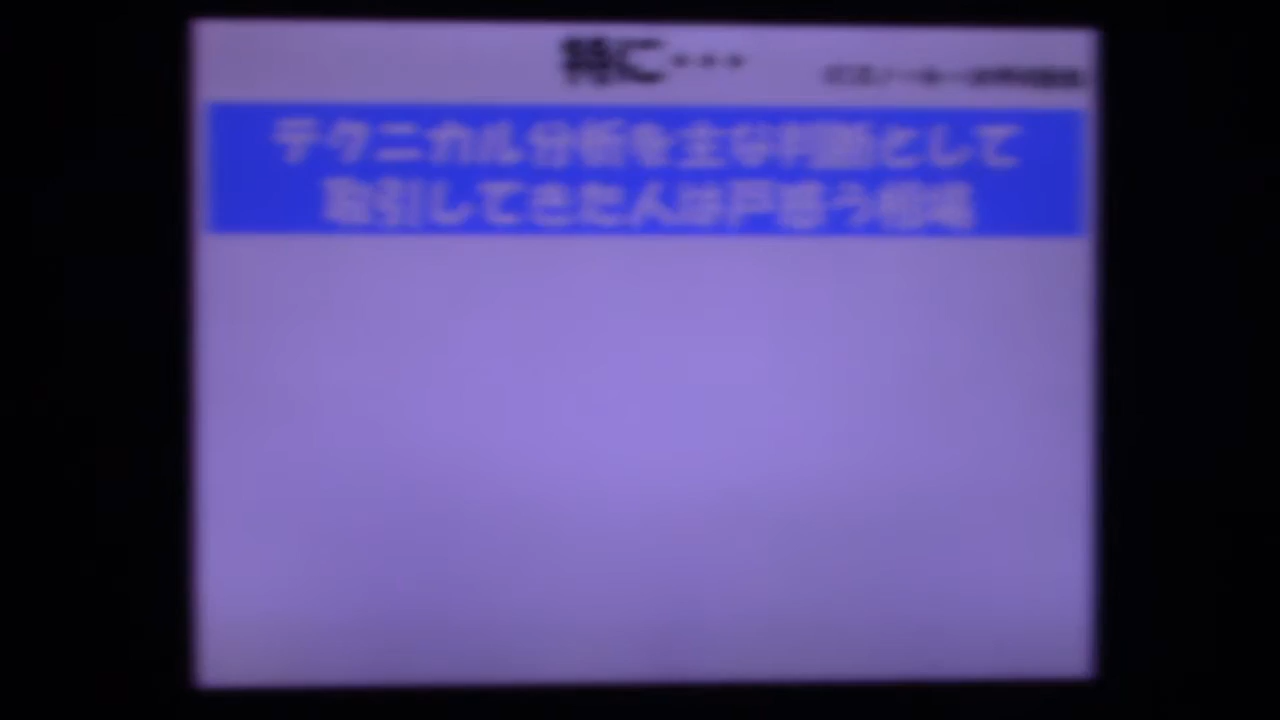 特に…
テクニカル分析を主な判断として
取引してきた人は戸惑う相場